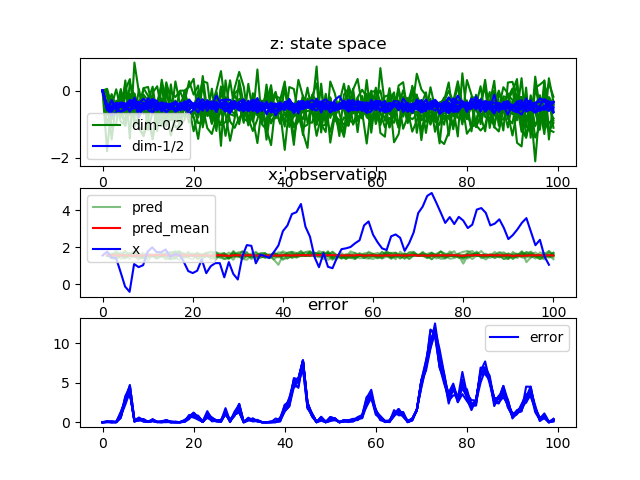 z: state space
0
−2
dim-0/2
dim-1/2
0 20 40 60 80 100
x: observation
4
2
0
pred
pred_mean
x
0 20 40 60 80 100
error
10
5
0
error
0 20 40 60 80 100